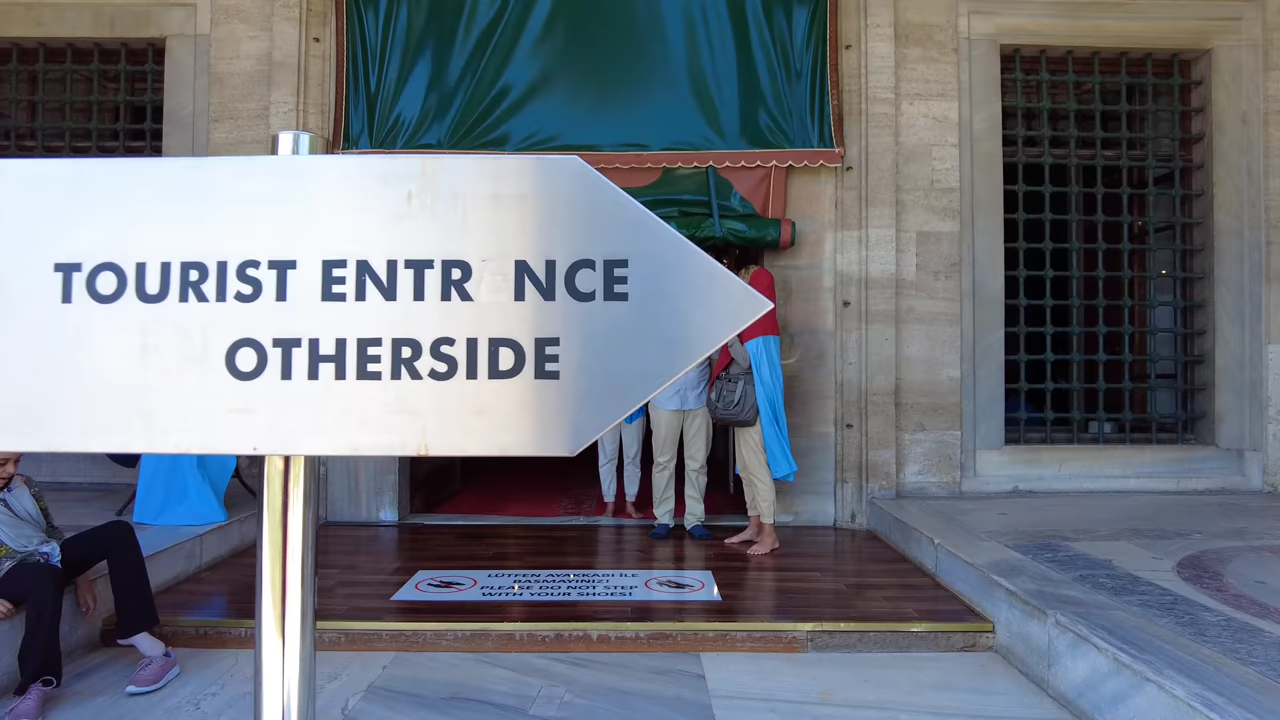 TOURIST ENTR NCE
OTHERSIDE
LÜTFEN AYAKKABI İLE
BASMAYINIZ!
PLEASE DO NOT STEP
WITH YOUR SHOES!